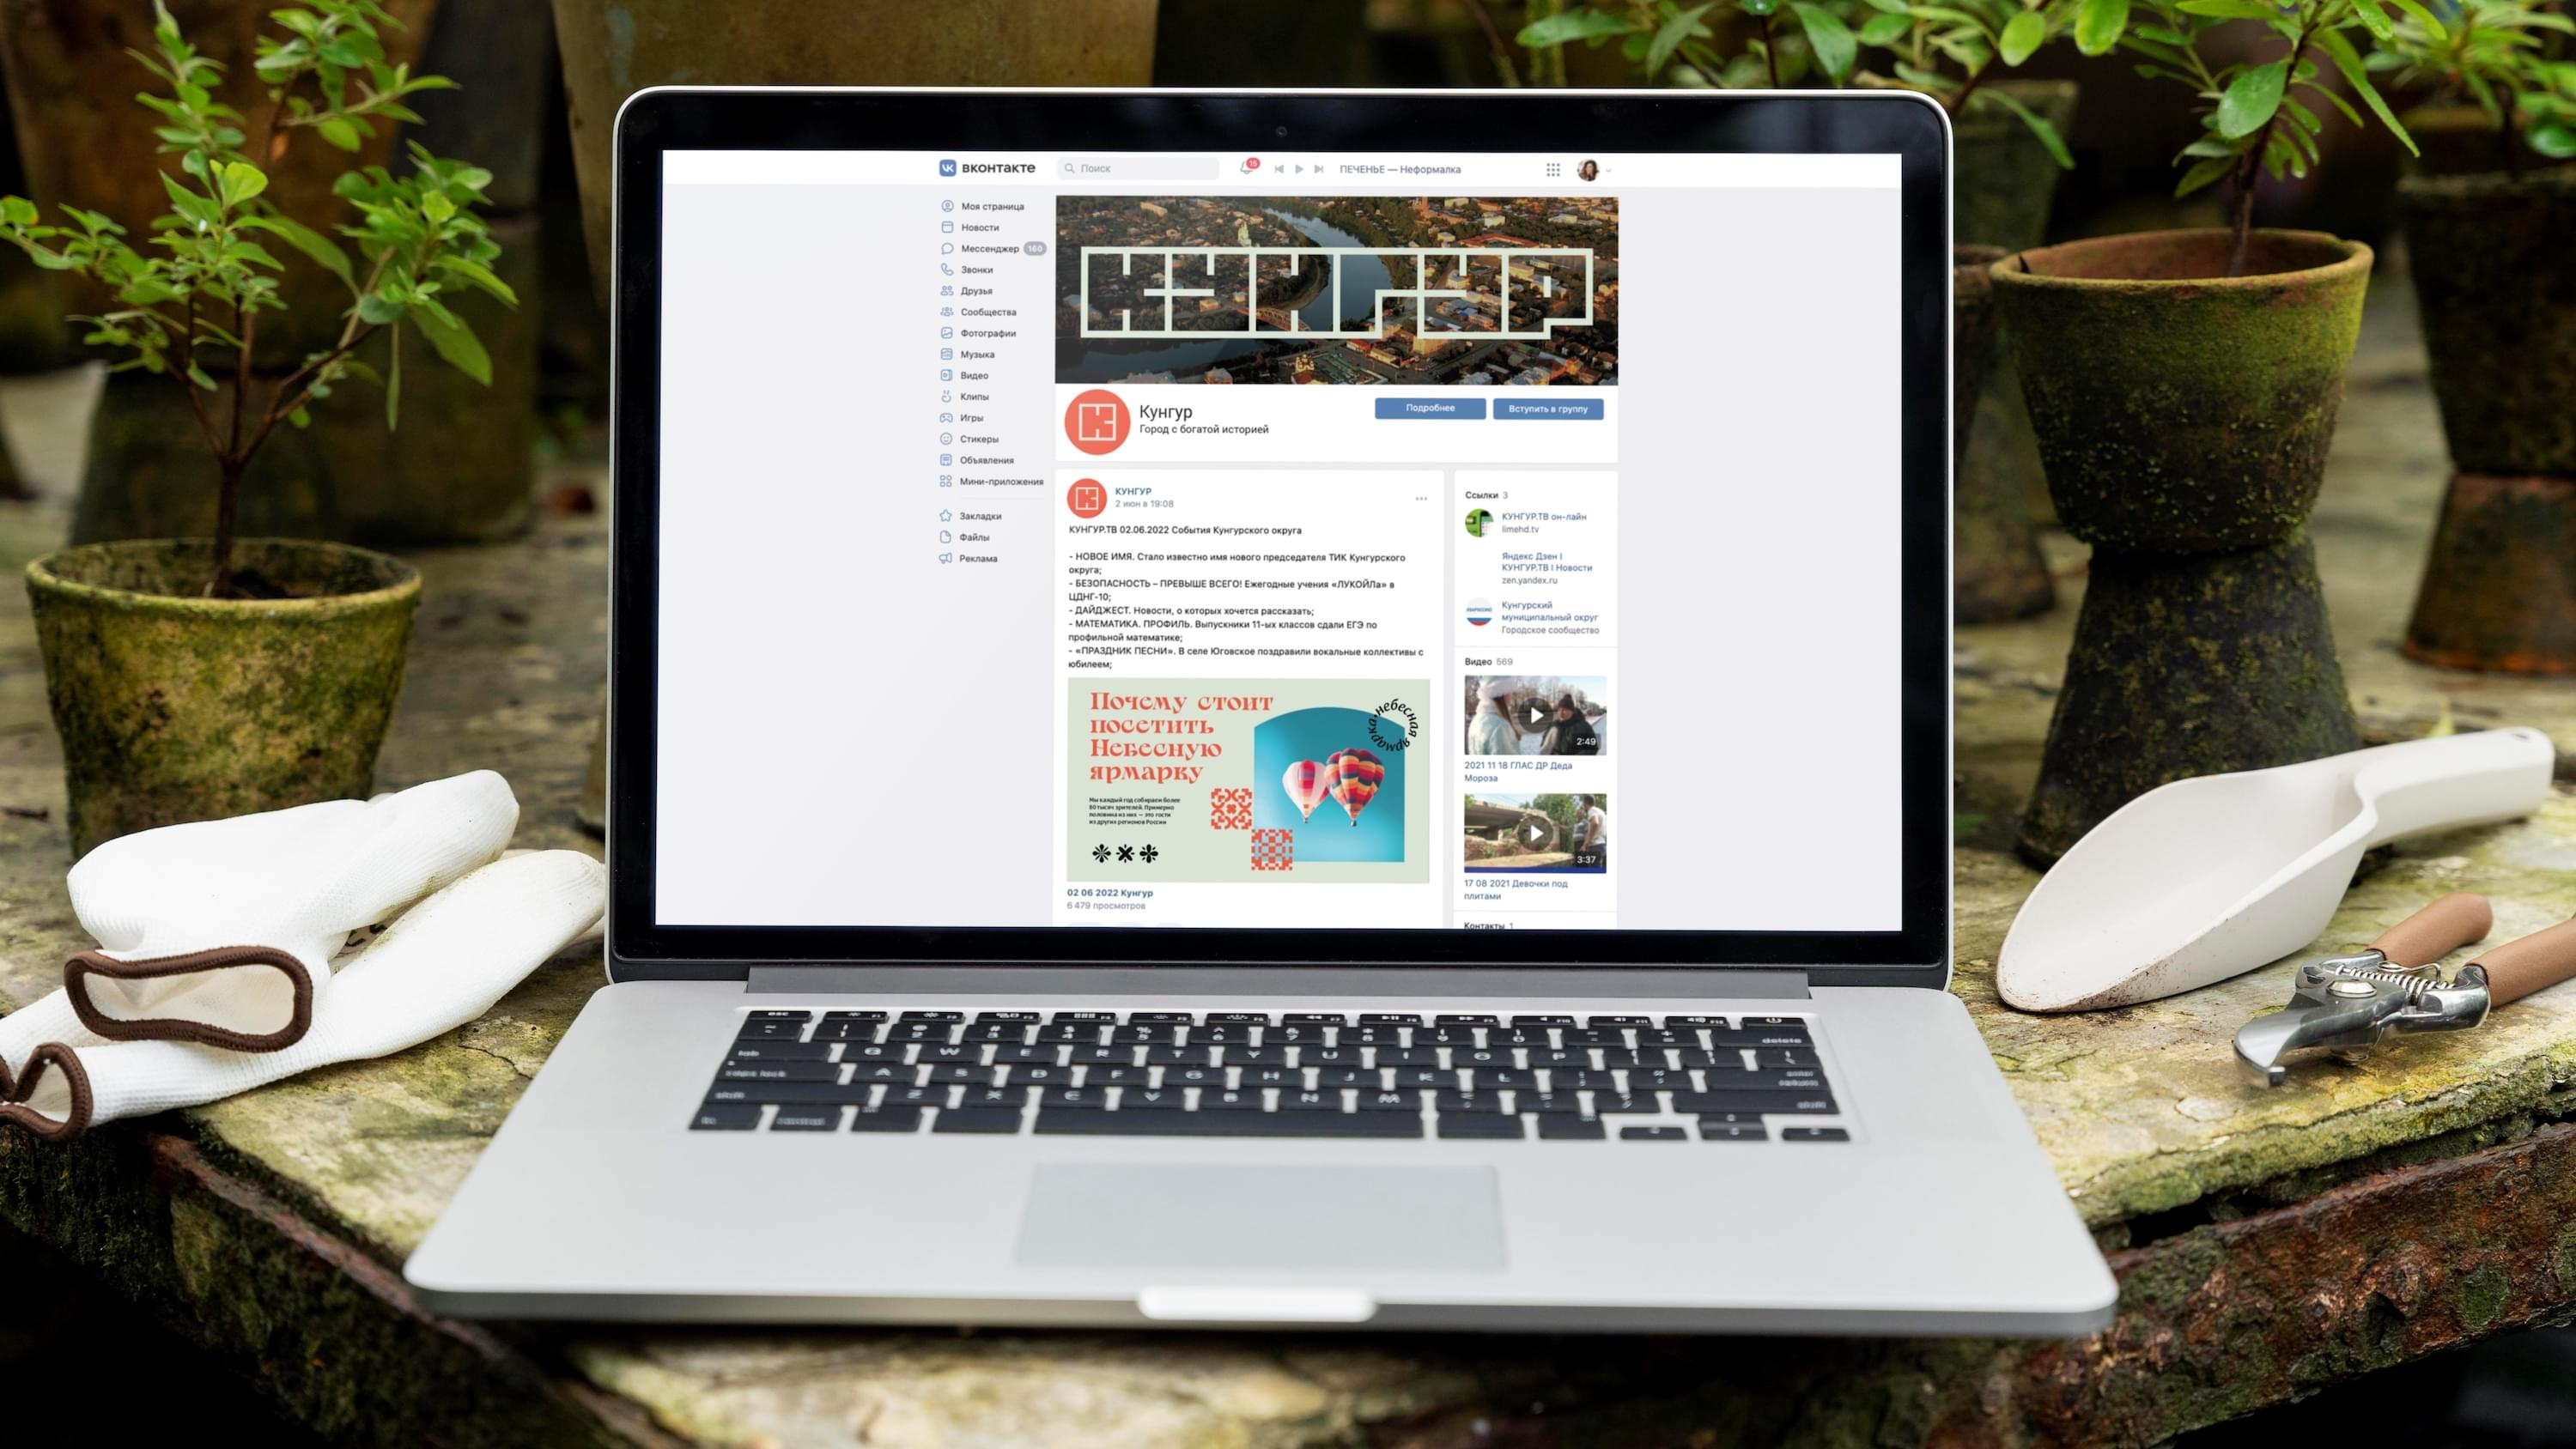 вконтакте
Поиск
15
ПЕЧЕНЬЕ — Неформалка
Моя страница
Новости
Мессенджер 160
Звонки
Друзья
Сообщества
Фотографии
Музыка
Видео
Клипы
Игры
Стикеры
Объявления
Мини-приложения
Закладки
Файлы
Реклама
КУНГУР
Кунгур
Город с богатой историей
Подробнее
Вступить в группу
КУНГУР
2 июн в 19:08
КУНГУР.ТВ 02.06.2022 События Кунгурского округа
- НОВОЕ ИМЯ. Стало известно имя нового председателя ТИК Кунгурского
округа;
- БЕЗОПАСНОСТЬ – ПРЕВЫШЕ ВСЕГО! Ежегодные учения «ЛУКОЙЛа» в
ЦДНГ-10;
- ДАЙДЖЕСТ. Новости, о которых хочется рассказать;
- МАТЕМАТИКА. ПРОФИЛЬ. Выпускники 11-ых классов сдали ЕГЭ по
профильной математике;
- «ПРАЗДНИК ПЕСНИ». В селе Юговское поздравили вокальные коллективы с
юбилеем;
Почему стоит
посетить
Небесную
ярмарку
небесная ярмарка
Мы каждый год собираем более
80 тысяч зрителей. Примерно
половина из них — это гости
из других регионов России
02 06 2022 Кунгур
6 479 просмотров
Ссылки 3
КУНГУР.ТВ он-лайн
limehd.tv
Яндекс Дзен |
КУНГУР.ТВ | Новости
zen.yandex.ru
Кунгурский
муниципальный округ
Городское сообщество
Видео 569
2:49
2021 11 18 ГЛАС ДР Деда
Мороза
3:37
17 08 2021 Девочки под
плитами
Контакты 1